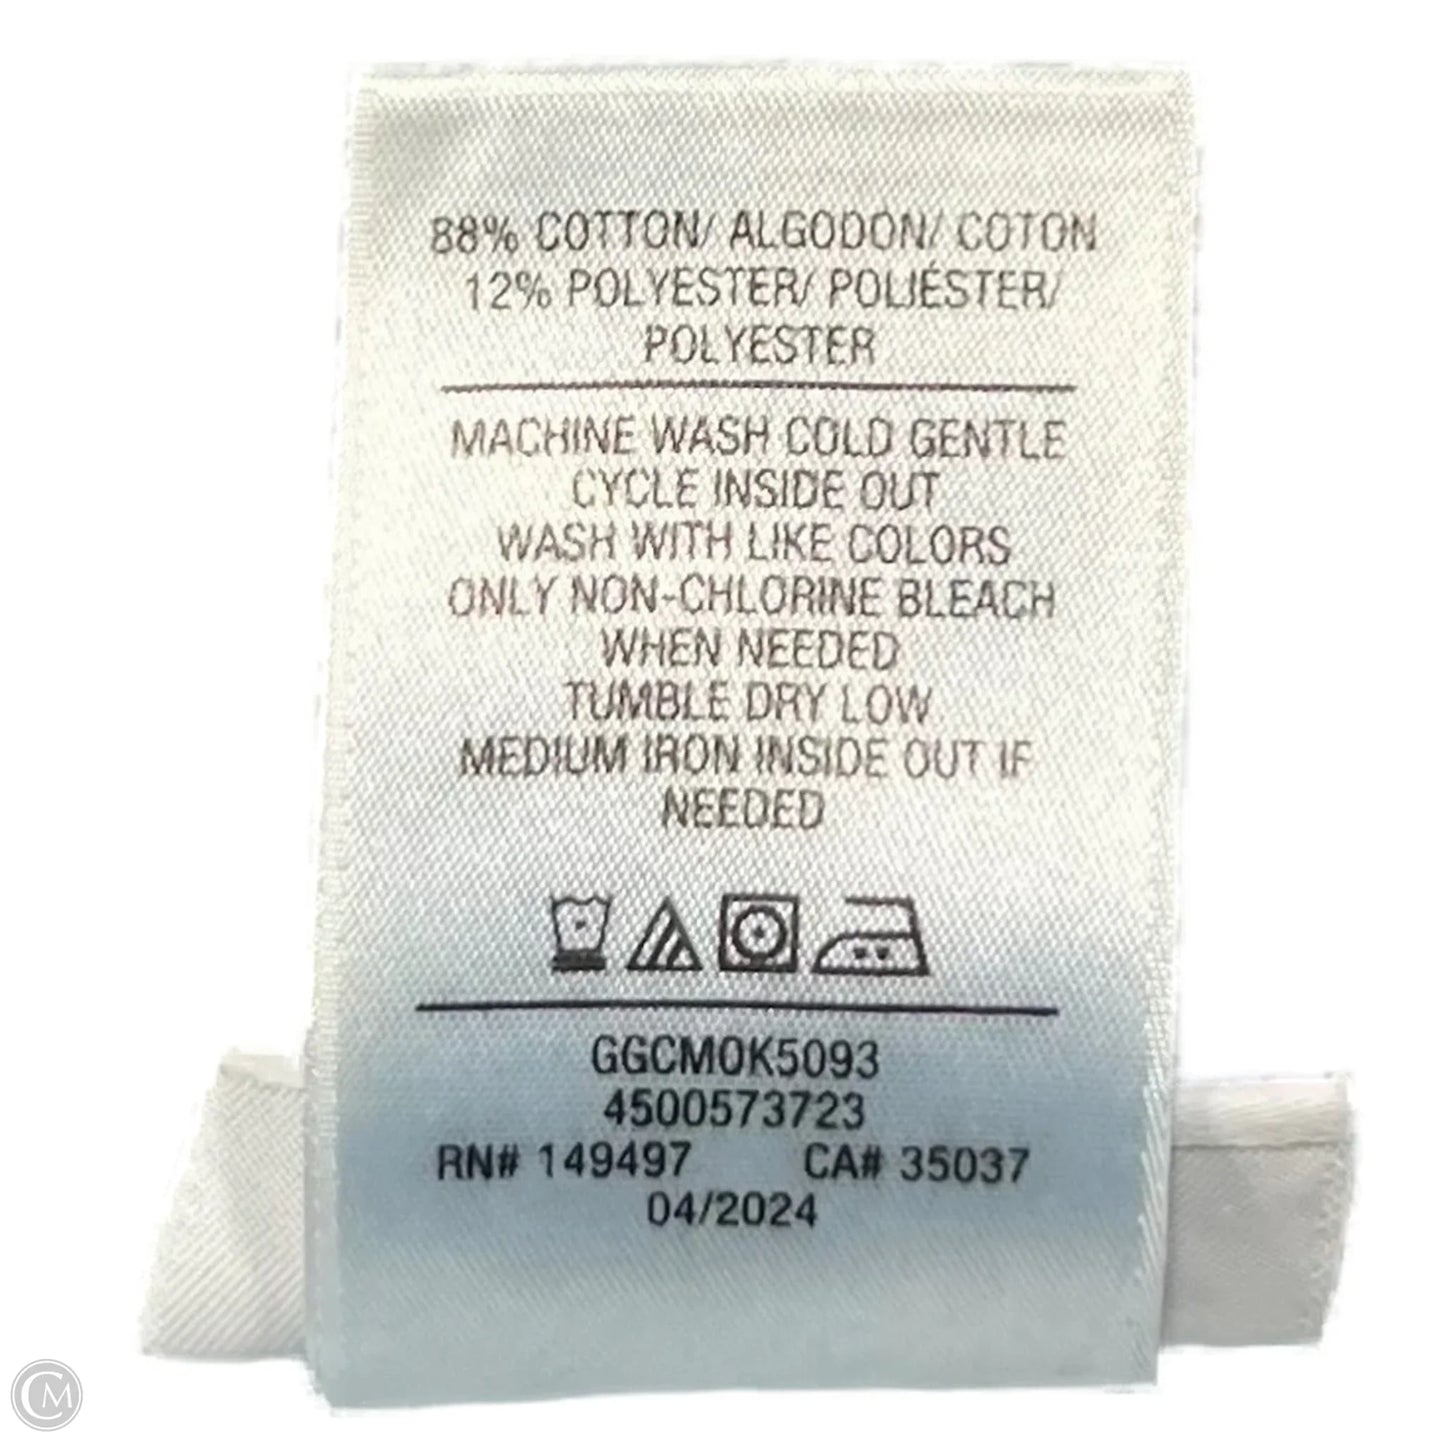 88% COTTON/ ALGODON/ COTON
12% POLYESTER/ POLIÉSTER/
POLYESTER
MACHINE WASH COLD GENTLE
CYCLE INSIDE OUT
WASH WITH LIKE COLORS
ONLY NON-CHLORINE BLEACH
WHEN NEEDED
TUMBLE DRY LOW
MEDIUM IRON INSIDE OUT IF
NEEDED
GGCM0K5093
4500573723
RN# 149497 CA# 35037
04/2024
CM